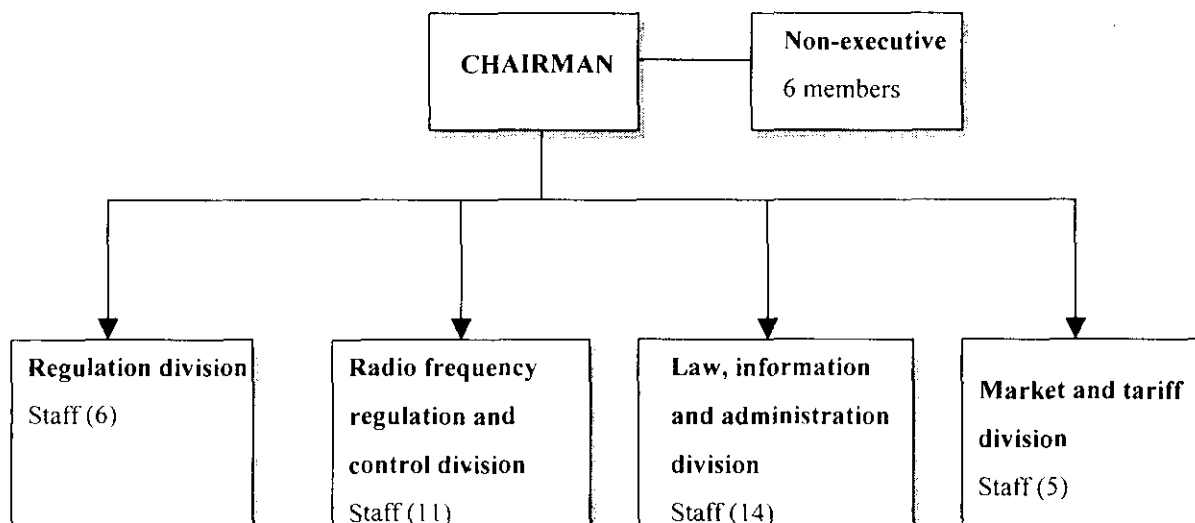 CHAIRMAN
Non-executive
6 members
Regulation division
Staff (6)
Radio frequency
regulation and
control division
Staff (11)
Law, information
and administration
division
Staff (14)
Market and tariff
division
Staff (5)